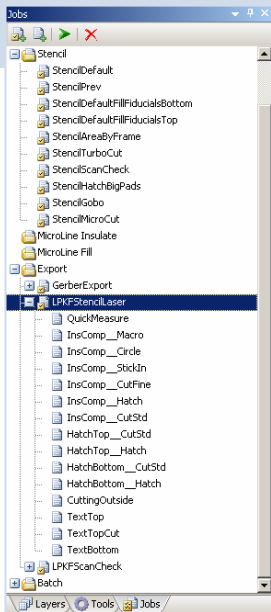 Jobs
Stencil
StencilDefault
StencilPrev
StencilDefaultFillFiducialsBottom
StencilDefaultFillFiducialsTop
StencilAreaByFrame
StencilTurboCut
StencilScanCheck
StencilHatchBigPads
StencilGobo
StencilMicroCut
MicroLine Insulate
MicroLine Fill
Export
GerberExport
LPKFStencilLaser
QuickMeasure
InsComp__Macro
InsComp__Circle
InsComp__StickIn
InsComp__CutFine
InsComp__Hatch
InsComp__CutStd
HatchTop__CutStd
HatchTop__Hatch
HatchBottom__CutStd
HatchBottom__Hatch
CuttingOutside
TextTop
TextTopCut
TextBottom
LPKFScanCheck
Batch
Layers Tools Jobs